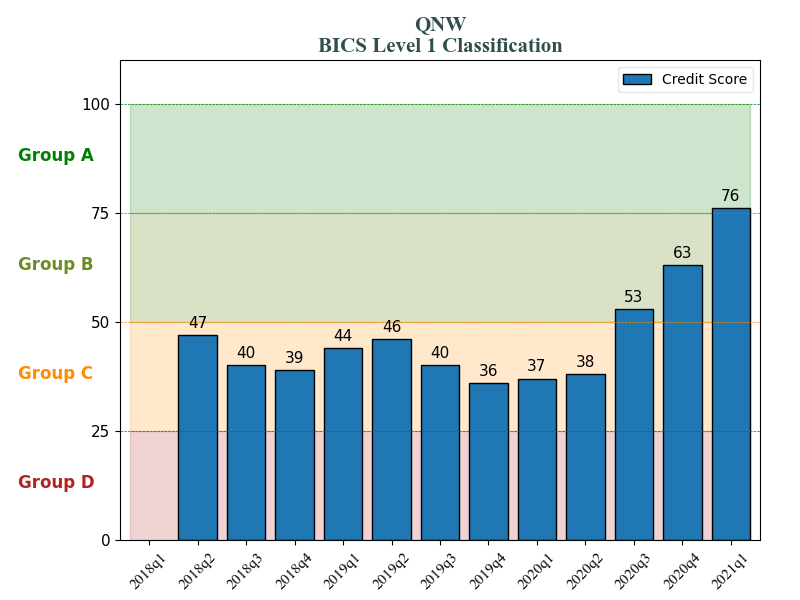 QNW
BICS Level 1 Classification
Credit Score
100
Group A
76
75
Group B
63
53
50
47
46
44
40
39
40
36
37
38
Group C
25
Group D
0
2018q1
2018q2
2018q3
2018q4
2019q1
2019q2
2019q3
2019q4
2020q1
2020q2
2020q3
2020q4
2021q1